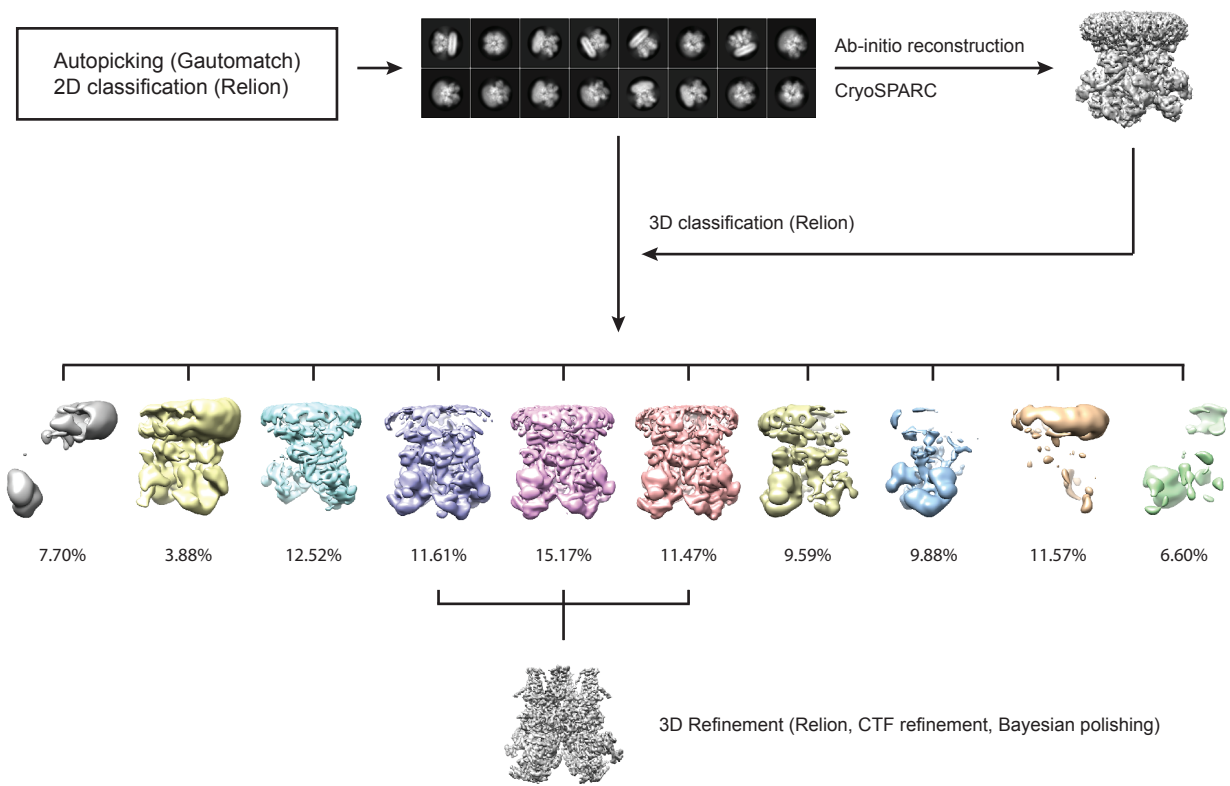 Autopicking (Gautomatch)
2D classification (Relion)
Ab-initio reconstruction
CryoSPARC
3D classification (Relion)
7.70%
3.88%
12.52%
11.61%
15.17%
11.47%
9.59%
9.88%
11.57%
6.60%
3D Refinement (Relion, CTF refinement, Bayesian polishing)